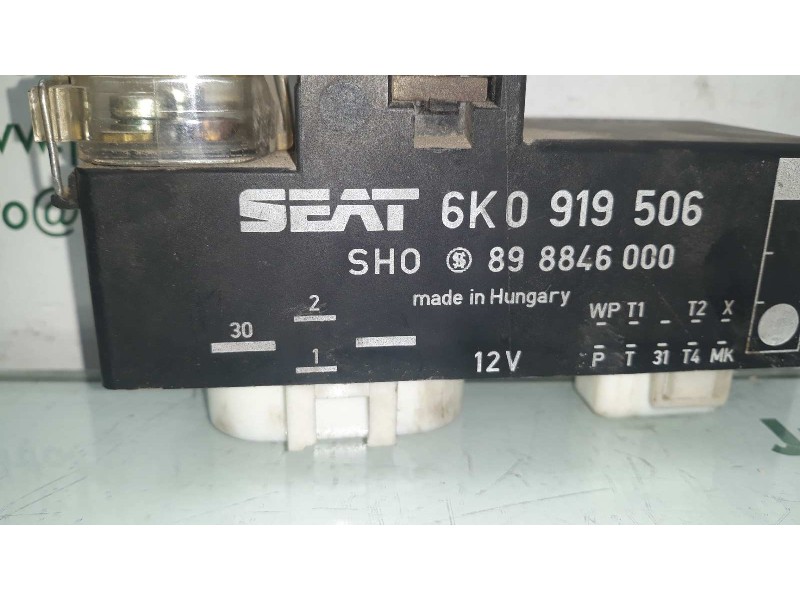 SEAT 6K0 919 506
SHO 89 8846 000
made in Hungary
2
30
1
12V
WP T1 T2 X
P T 31 T4 MK